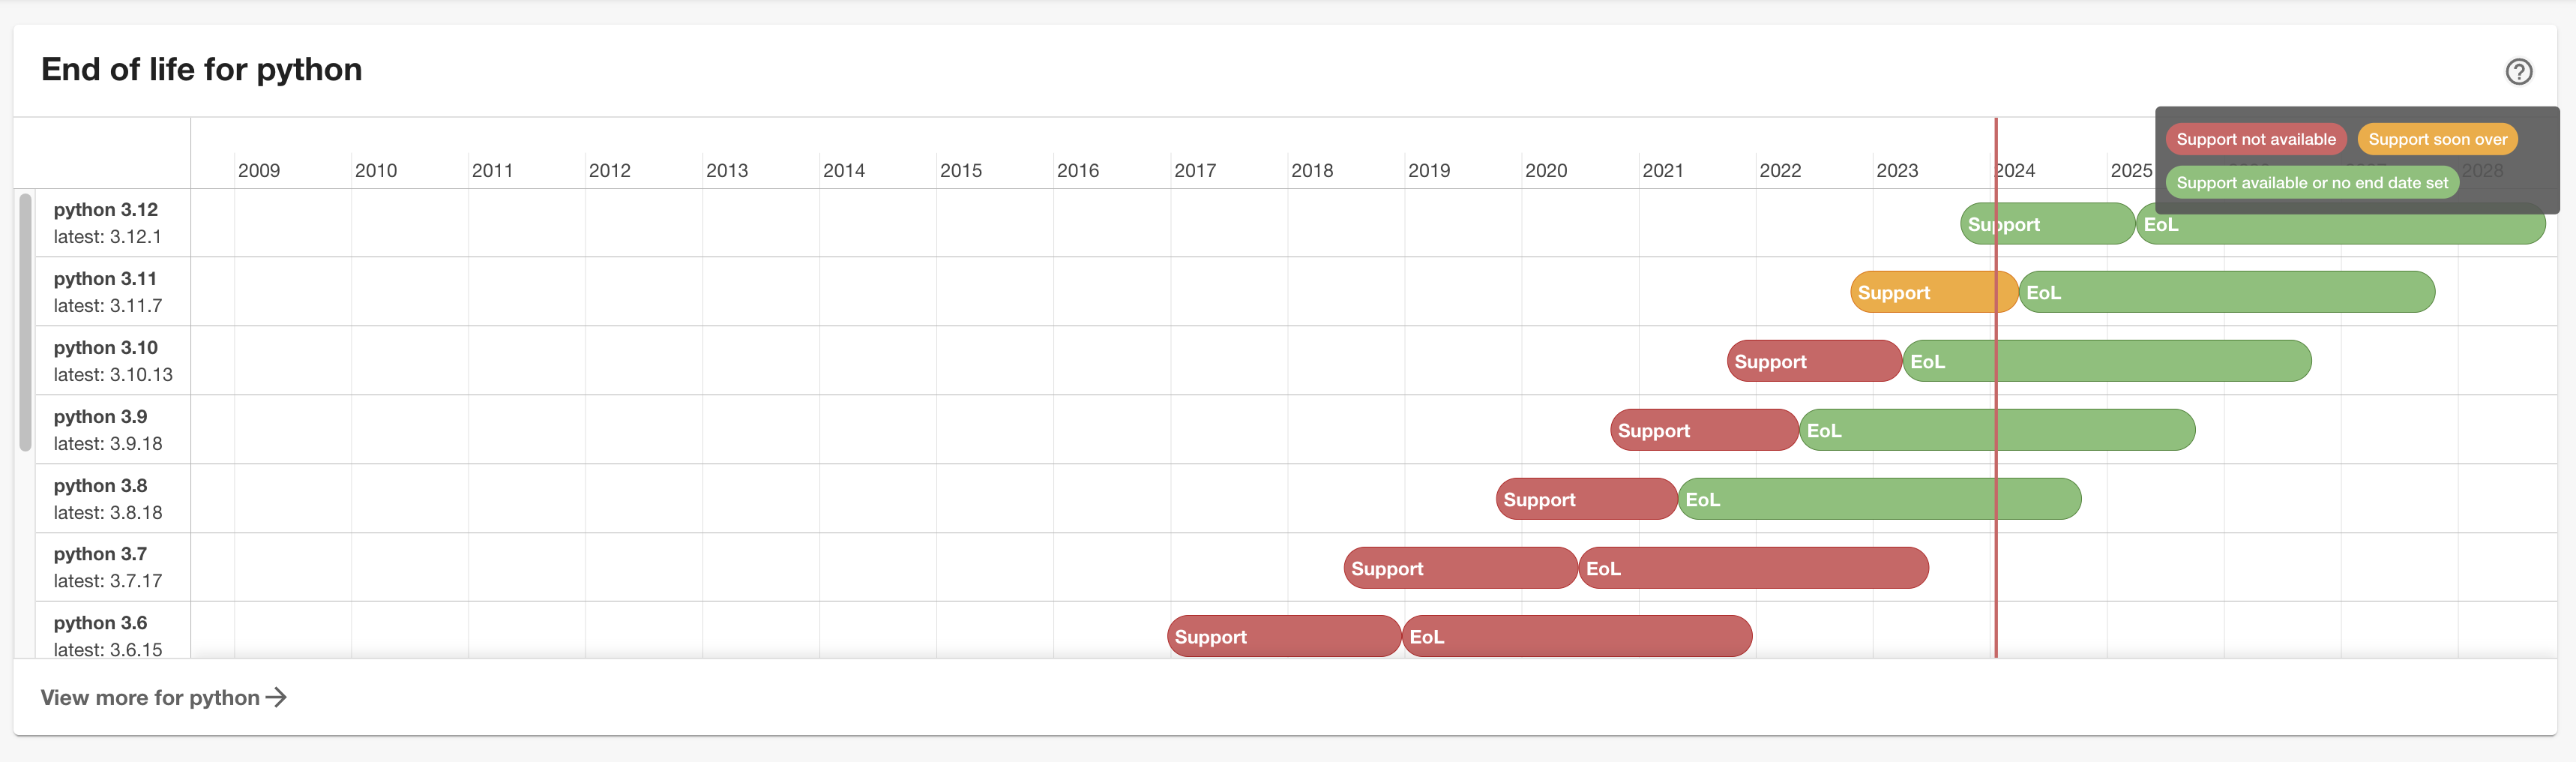 End of life for python
Support not available
Support soon over
Support available or no end date set
2009 2010 2011 2012 2013 2014 2015 2016 2017 2018 2019 2020 2021 2022 2023 2024 2025 2026 2027 2028
python 3.12
latest: 3.12.1
Support EoL
python 3.11
latest: 3.11.7
Support EoL
python 3.10
latest: 3.10.13
Support EoL
python 3.9
latest: 3.9.18
Support EoL
python 3.8
latest: 3.8.18
Support EoL
python 3.7
latest: 3.7.17
Support EoL
python 3.6
latest: 3.6.15
Support EoL
View more for python